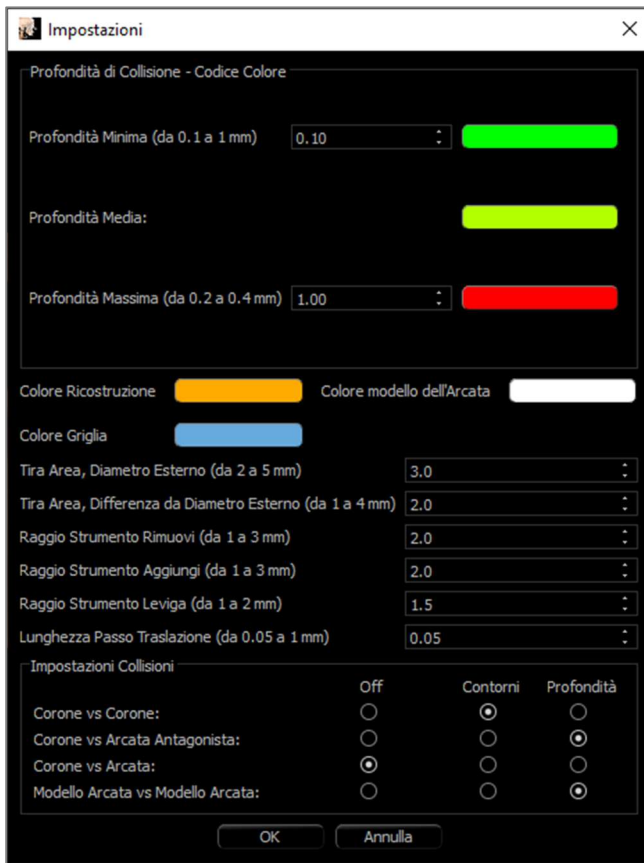 Impostazioni
Profondità di Collisione - Codice Colore
Profondità Minima (da 0.1 a 1 mm) 0.10
Profondità Media:
Profondità Massima (da 0.2 a 0.4 mm) 1.00
Colore Ricostruzione Colore modello dell'Arcata
Colore Griglia
Tira Area, Diametro Esterno (da 2 a 5 mm) 3.0
Tira Area, Differenza da Diametro Esterno (da 1 a 4 mm) 2.0
Raggio Strumento Rimuovi (da 1 a 3 mm) 2.0
Raggio Strumento Aggiungi (da 1 a 3 mm) 2.0
Raggio Strumento Leviga (da 1 a 2 mm) 1.5
Lunghezza Passo Traslazione (da 0.05 a 1 mm) 0.05
Impostazioni Collisioni
Off Contorni Profondità
Corone vs Corone:
Corone vs Arcata Antagonista:
Corone vs Arcata:
Modello Arcata vs Modello Arcata:
OK Annulla